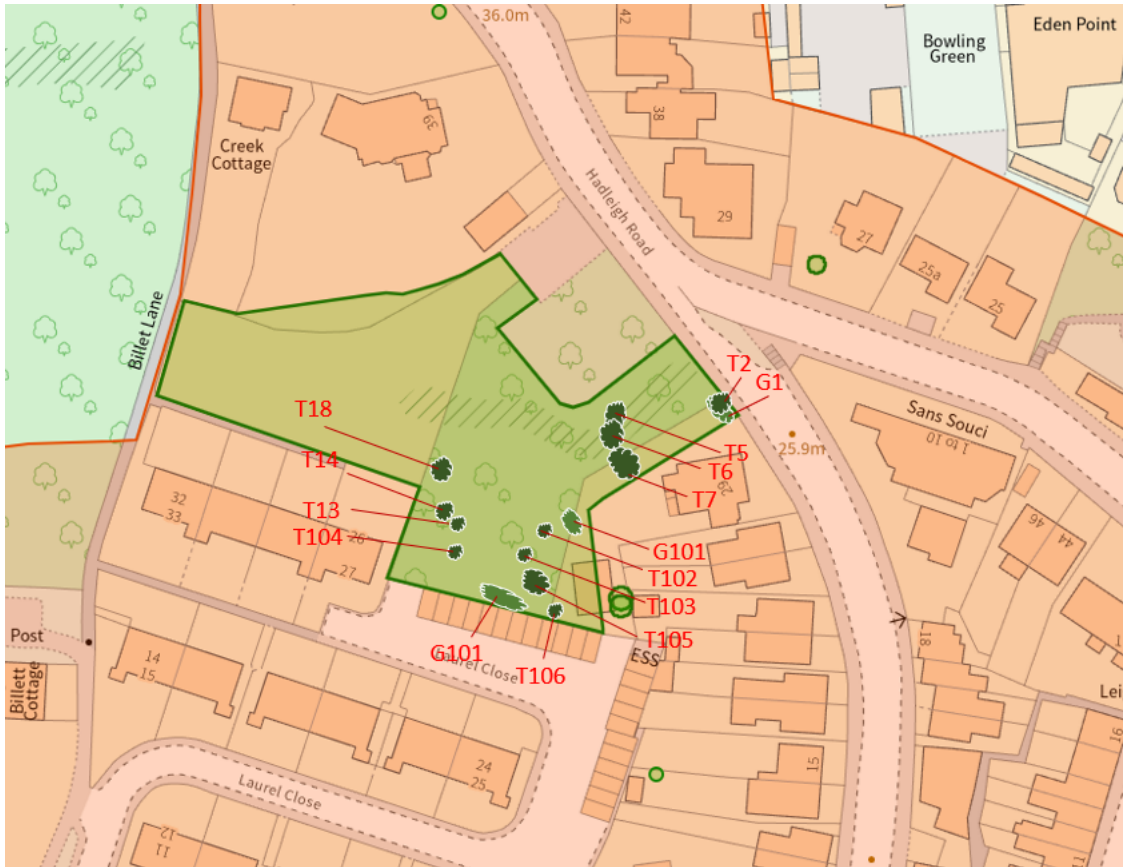 36.0m
42
Bowling
Green
Eden Point
38
39
Creek
Cottage
Hadleigh Road
29
27
25a
25
Billet Lane
T2
G1
T18
Sans Souci
1 to 10
T5
25.9m
T14
T6
29
T7
32
33
T13
26
T104
27
G101
46
44
T102
T103
Post
14
15
T105
18
G101
ESS
Laurel Close
T106
Billett
Cottage
Lei
16
24
25
15
Laurel Close
12
11